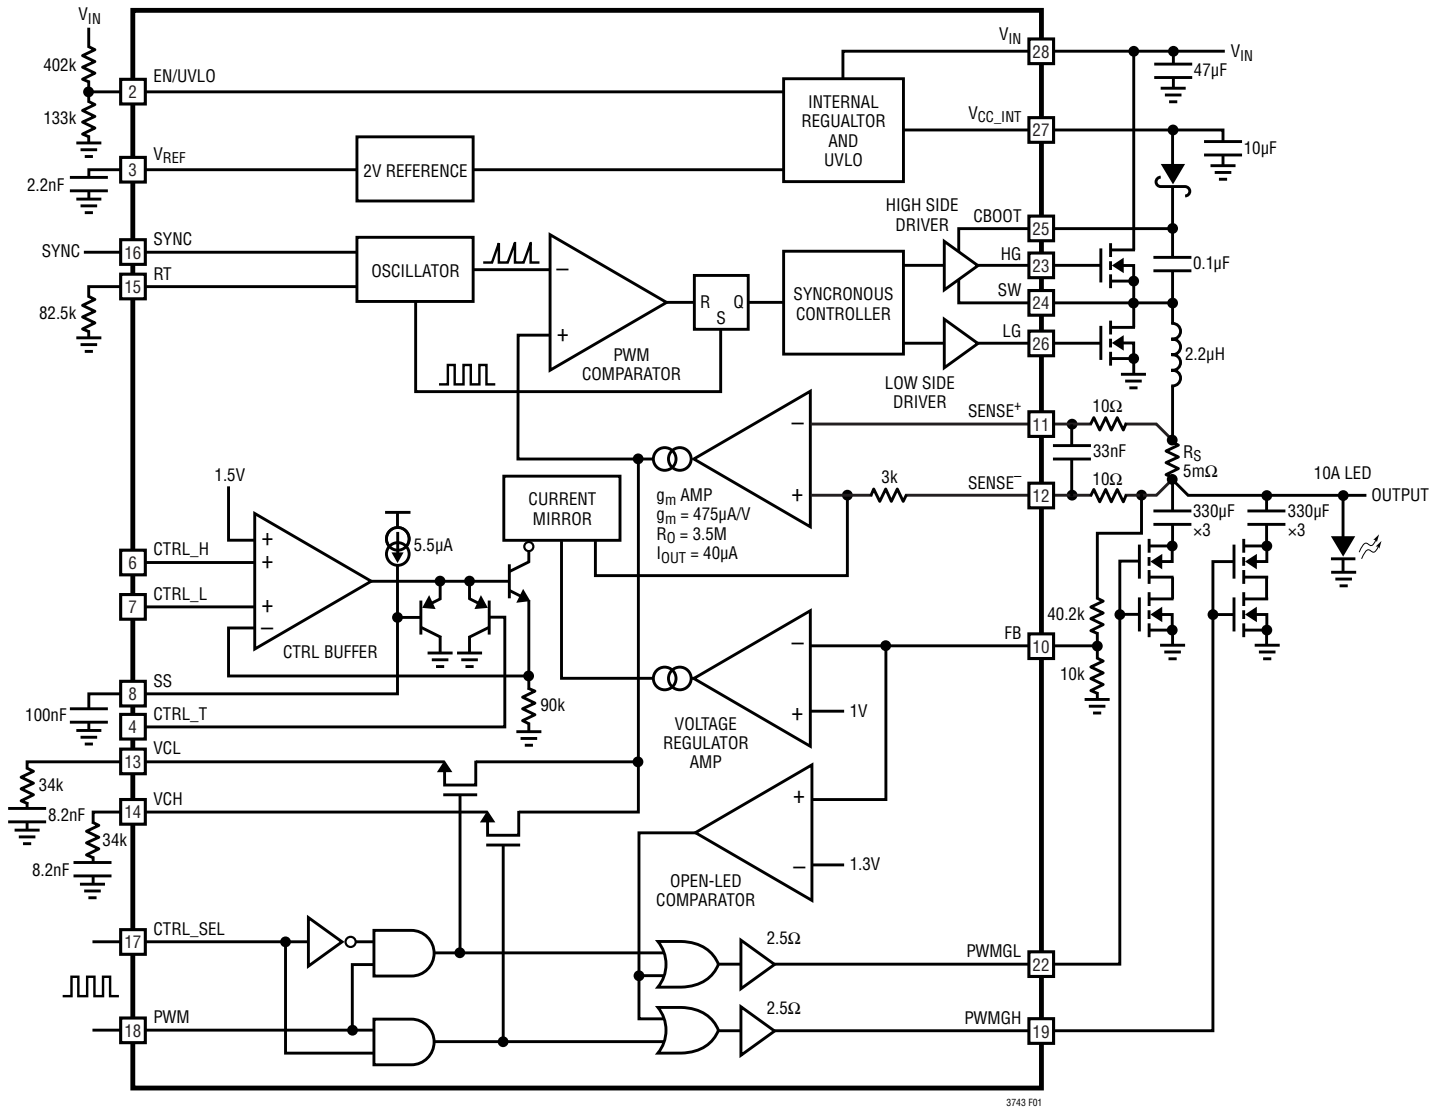 VIN
402k
133k
2
EN/UVLO
3
VREF
2.2nF
2V REFERENCE
INTERNAL
REGUALTOR
AND
UVLO
VIN
28
VIN
47µF
VCC_INT
27
10µF
SYNC
16
SYNC
15
RT
82.5k
OSCILLATOR
–
+
PWM
COMPARATOR
R
Q
S
SYNCRONOUS
CONTROLLER
HIGH SIDE
DRIVER
LOW SIDE
DRIVER
CBOOT
25
HG
23
SW
24
LG
26
0.1µF
2.2µH
SENSE+
11
10Ω
33nF
RS
5mΩ
SENSE–
12
10Ω
3k
–
+
gm AMP
gm = 475µA/V
RO = 3.5M
IOUT = 40µA
CURRENT
MIRROR
10A LED
OUTPUT
330µF
×3
330µF
×3
1.5V
5.5µA
+
+
+
–
CTRL BUFFER
6
CTRL_H
7
CTRL_L
8
SS
100nF
4
CTRL_T
90k
40.2k
FB
10
10k
–
+
1V
VOLTAGE
REGULATOR
AMP
13
VCL
34k
8.2nF
14
VCH
34k
8.2nF
+
–
1.3V
OPEN-LED
COMPARATOR
17
CTRL_SEL
18
PWM
2.5Ω
PWMGL
22
2.5Ω
PWMGH
19
3743 F01